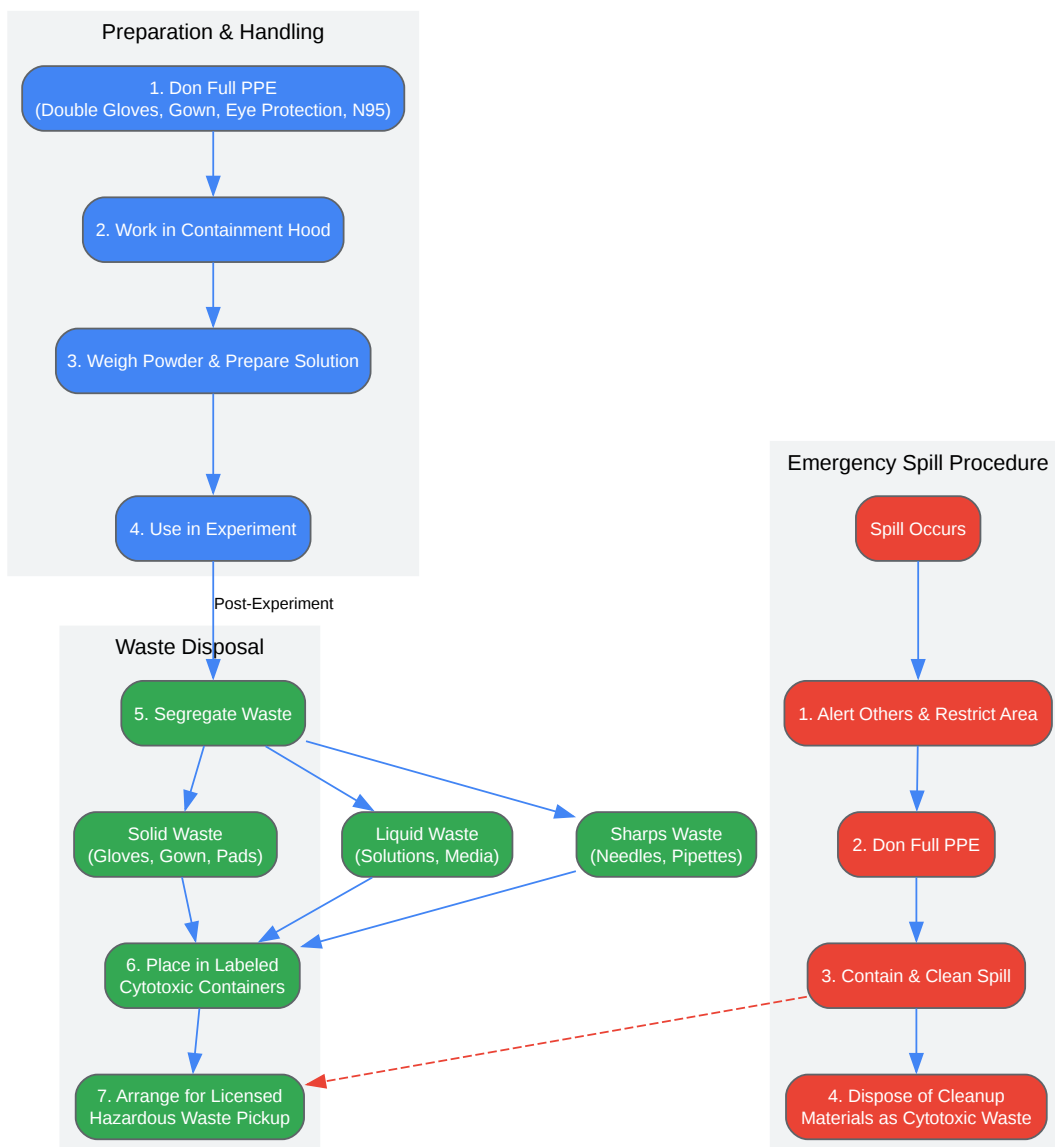 Preparation & Handling
1. Don Full PPE
(Double Gloves, Gown, Eye Protection, N95)
2. Work in Containment Hood
3. Weigh Powder & Prepare Solution
4. Use in Experiment
Post-Experiment
Waste Disposal
5. Segregate Waste
Solid Waste
(Gloves, Gown, Pads)
Liquid Waste
(Solutions, Media)
Sharps Waste
(Needles, Pipettes)
6. Place in Labeled
Cytotoxic Containers
7. Arrange for Licensed
Hazardous Waste Pickup
Emergency Spill Procedure
Spill Occurs
1. Alert Others & Restrict Area
2. Don Full PPE
3. Contain & Clean Spill
4. Dispose of Cleanup
Materials as Cytotoxic Waste